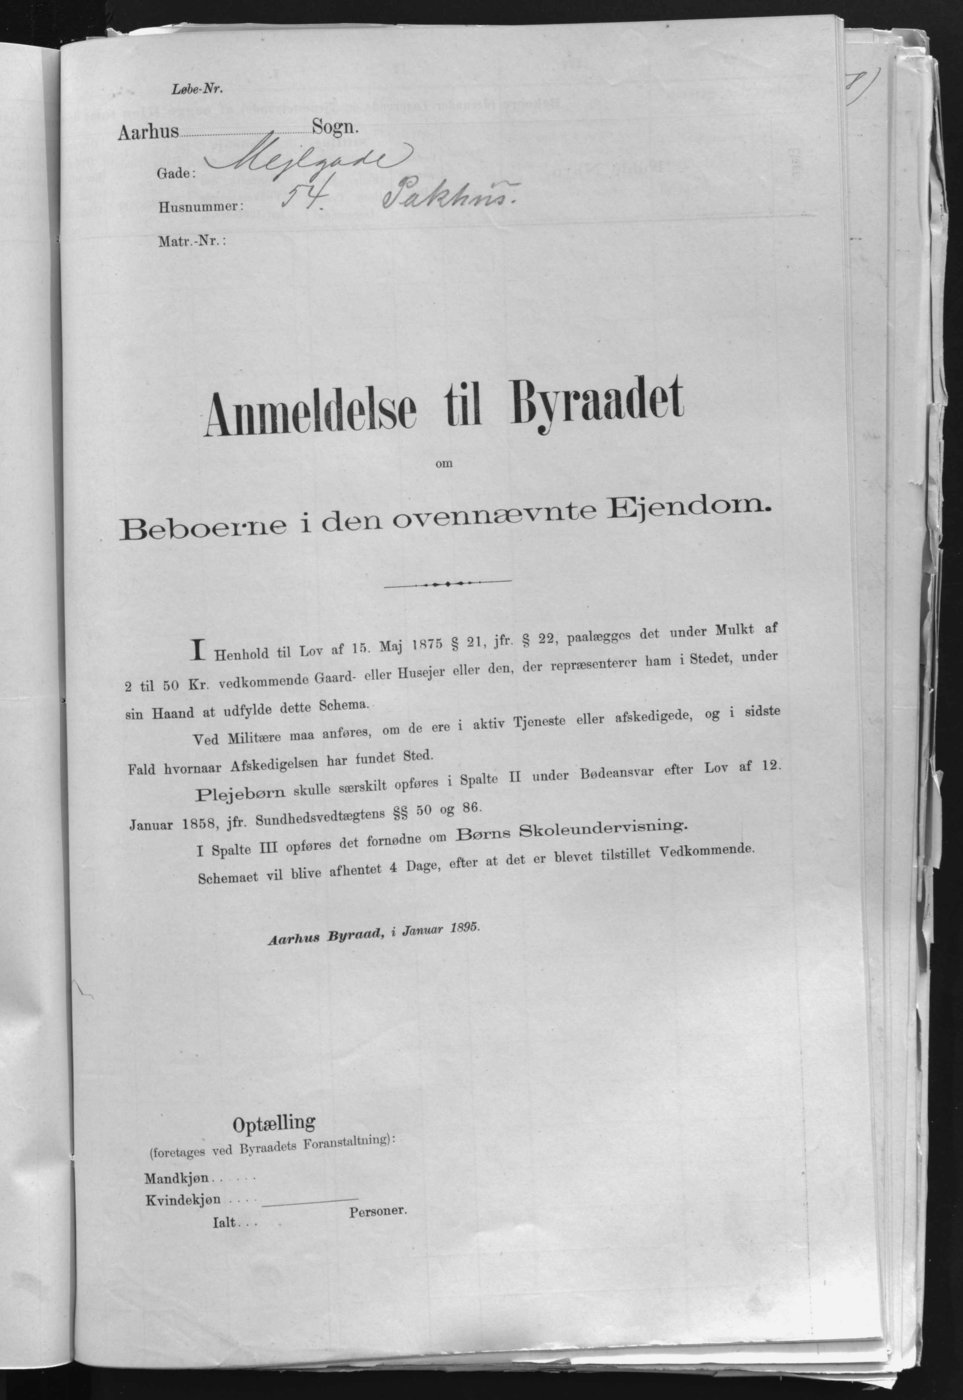 Løbe-Nr.
Aarhus Sogn.
Gade: Mejlgade
Husnummer: 54. Pakhus.
Matr.-Nr.:
Anmeldelse til Byraadet
om
Beboerne i den ovennævnte Ejendom.
I Henhold til Lov af 15. Maj 1875 § 21, jfr. § 22, paalægges det under Mulkt af
2 til 50 Kr. vedkommende Gaard- eller Husejer eller den, der repræsenterer ham i Stedet, under
sin Haand at udfylde dette Schema.
Ved Militære maa anføres, om de ere i aktiv Tjeneste eller afskedigede, og i sidste
Fald hvornaar Afskedigelsen har fundet Sted.
Plejebørn skulle særskilt opføres i Spalte II under Bødeansvar efter Lov af 12.
Januar 1858, jfr. Sundhedsvedtægtens §§ 50 og 86.
I Spalte III opføres det fornødne om Børns Skoleundervisning.
Schemaet vil blive afhentet 4 Dage, efter at det er blevet tilstillet Vedkommende.
Aarhus Byraad, i Januar 1895.
Optælling
(foretages ved Byraadets Foranstaltning):
Mandkjøn
Kvindekjøn
Ialt Personer.